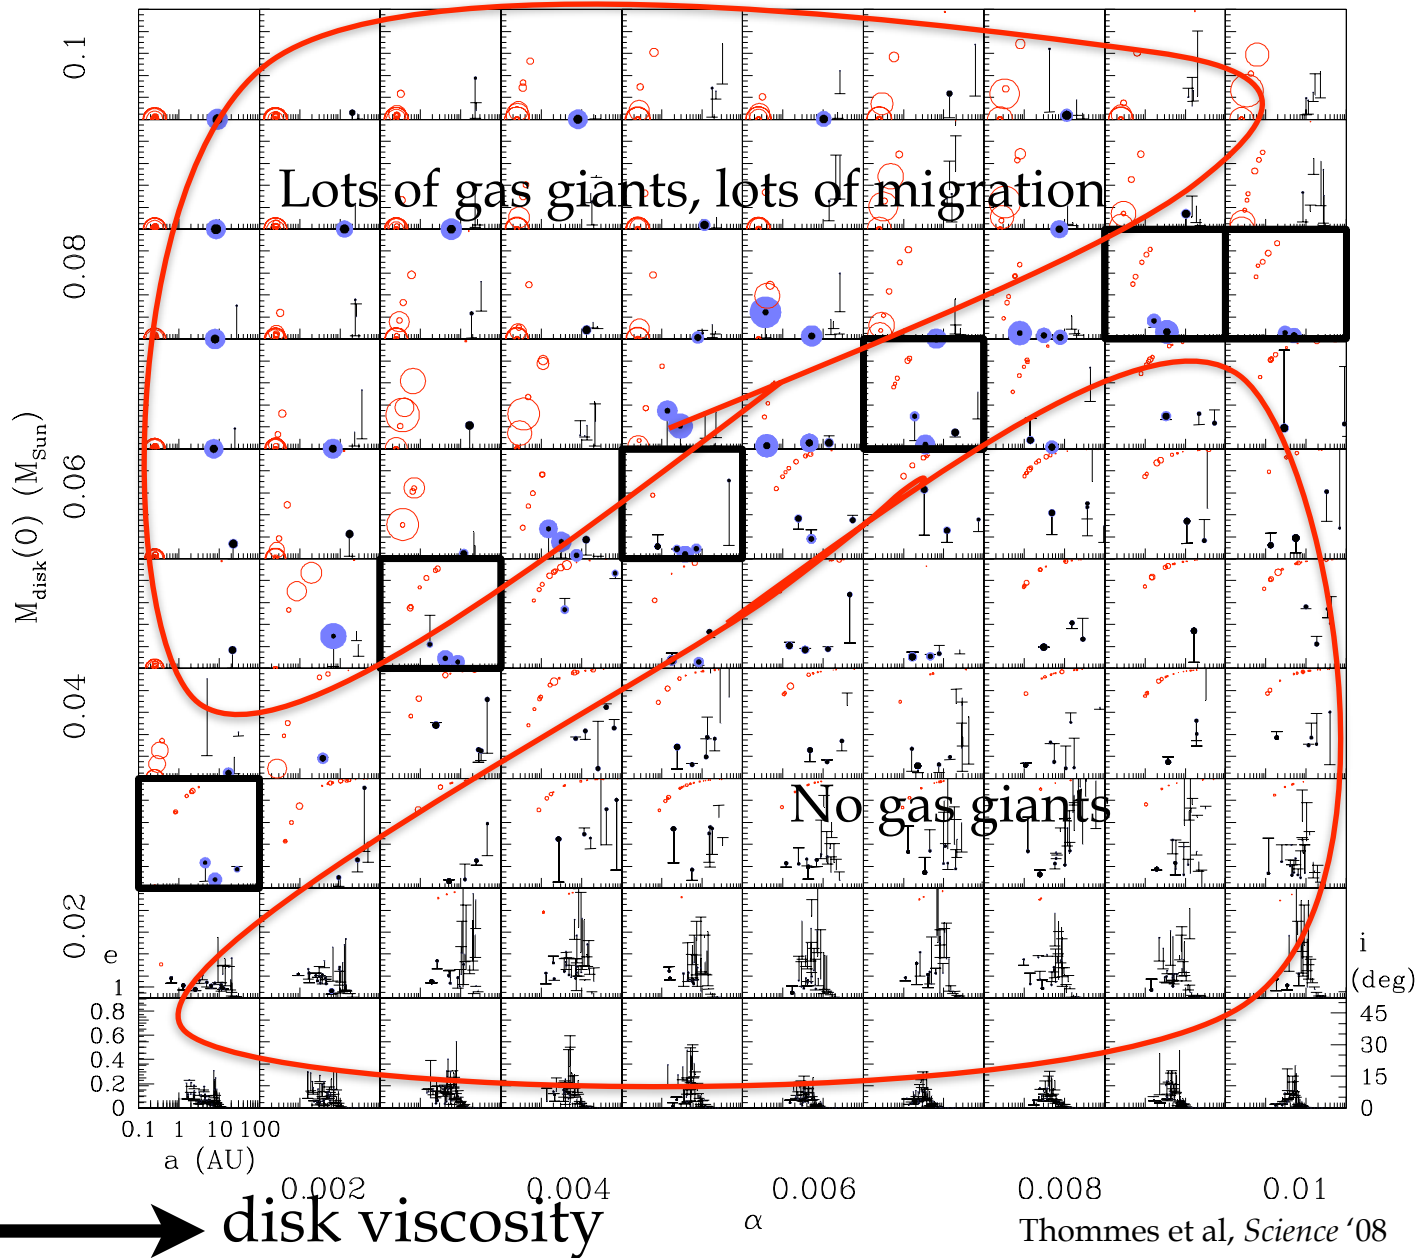 0.1
Lots of gas giants, lots of migration
0.08
M_disk(0) (M_Sun)
0.06
0.04
No gas giants
0.02
e
i
(deg)
1
0.8
0.6
0.4
0.2
0
45
30
15
0
0.1 1 10 100
a (AU)
0.002 0.004 0.006 0.008 0.01
disk viscosity
α
Thommes et al, Science '08